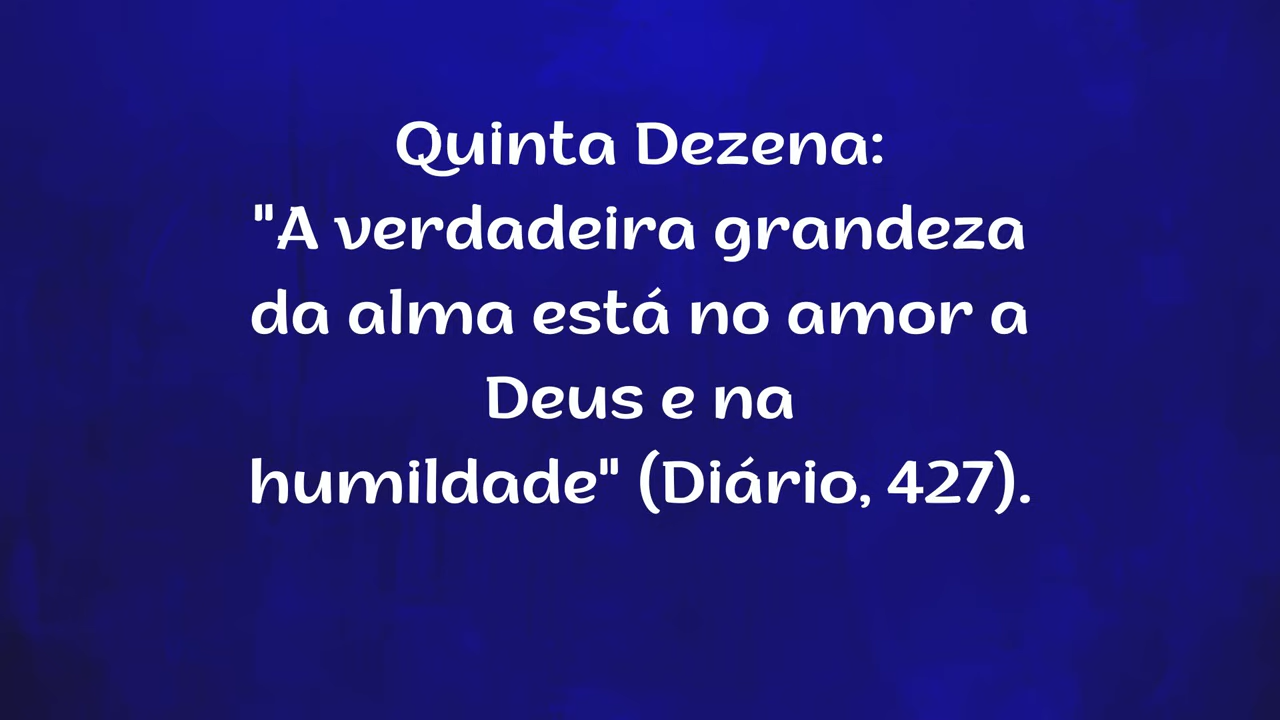 Quinta Dezena:
"A verdadeira grandeza
da alma está no amor a
Deus e na
humildade" (Diário, 427).